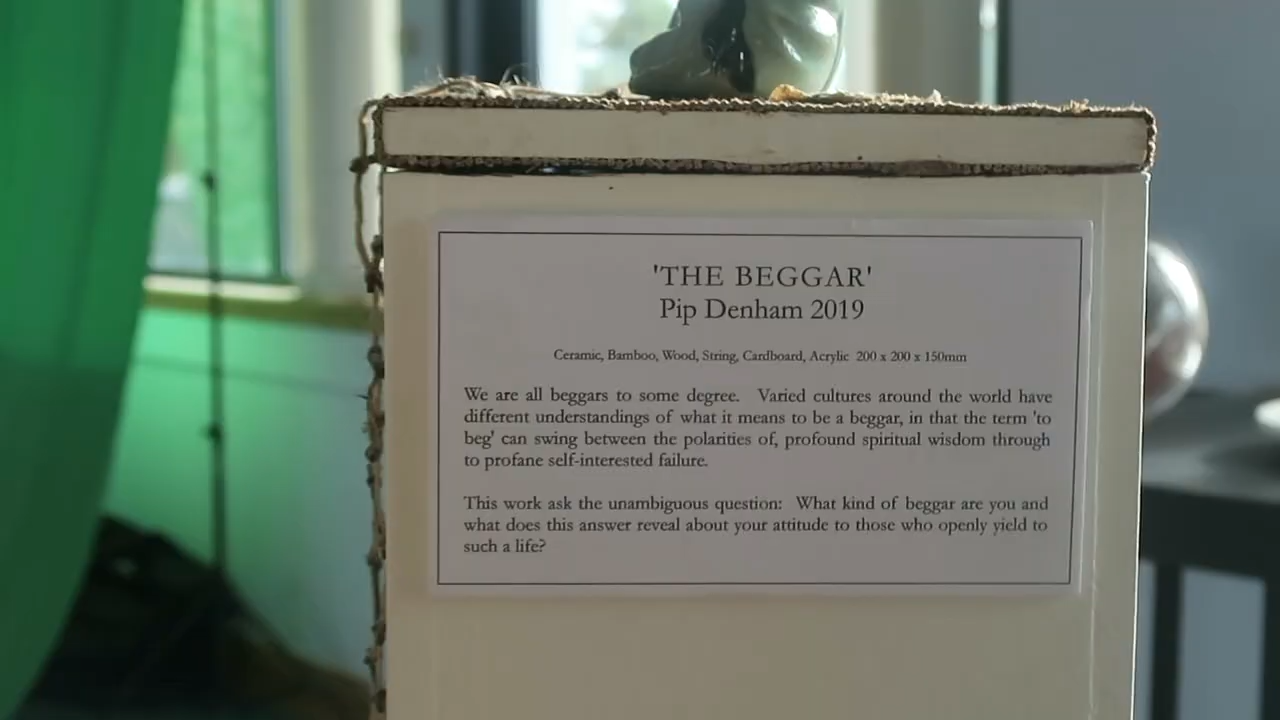 'THE BEGGAR'
Pip Denham 2019
Ceramic, Bamboo, Wood, String, Cardboard, Acrylic 200 x 200 x 150mm
We are all beggars to some degree. Varied cultures around the world have
different understandings of what it means to be a beggar, in that the term 'to
beg' can swing between the polarities of, profound spiritual wisdom through
to profane self-interested failure.
This work ask the unambiguous question: What kind of beggar are you and
what does this answer reveal about your attitude to those who openly yield to
such a life?